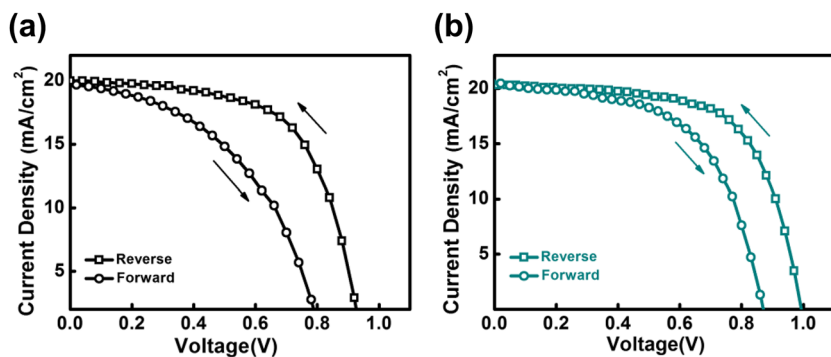 (a)
Current Density (mA/cm²)
20
15
10
5
Reverse
Forward
0.0 0.2 0.4 0.6 0.8 1.0
Voltage(V)
(b)
Current Density (mA/cm²)
20
15
10
5
Reverse
Forward
0.0 0.2 0.4 0.6 0.8 1.0
Voltage(V)